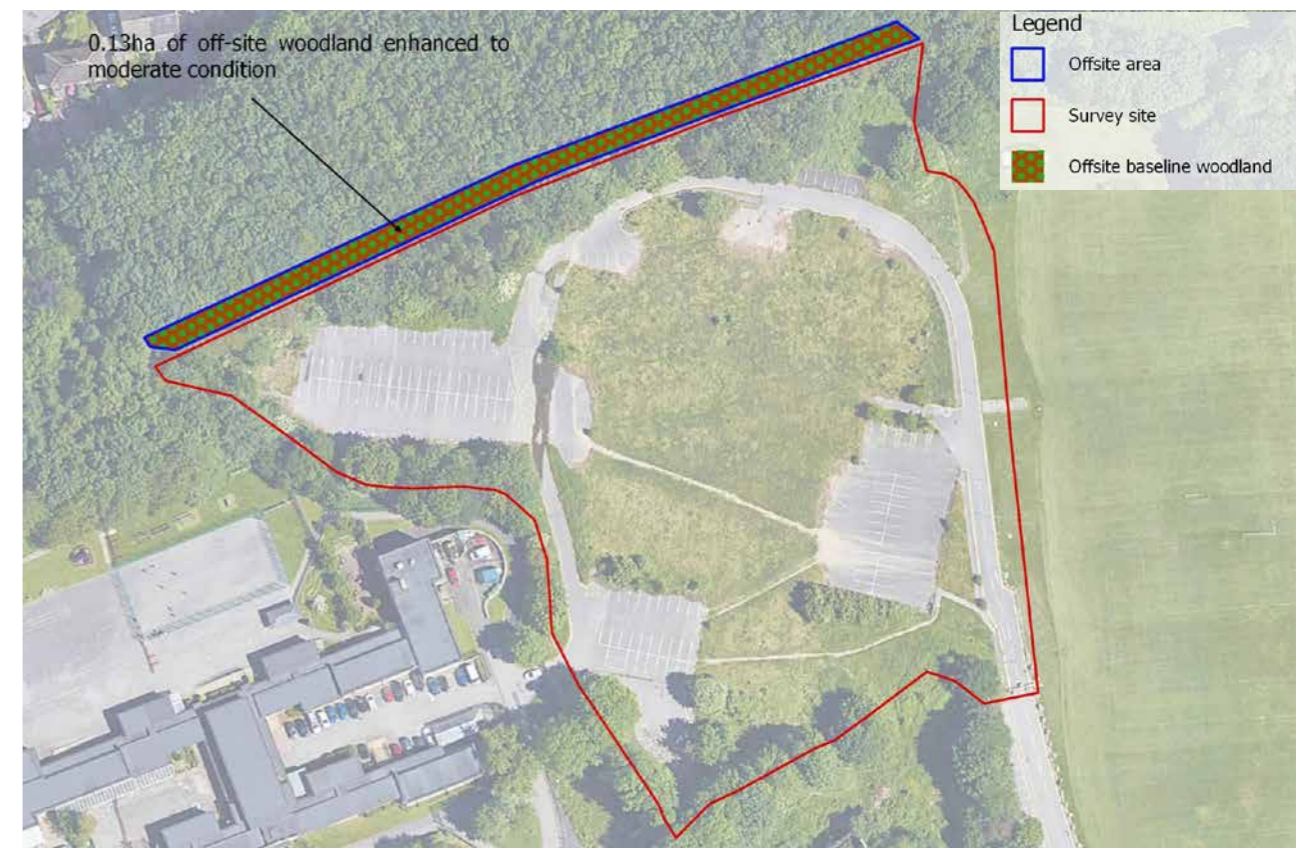 0.13ha of off-site woodland enhanced to
moderate condition
Legend
Offsite area
Survey site
Offsite baseline woodland